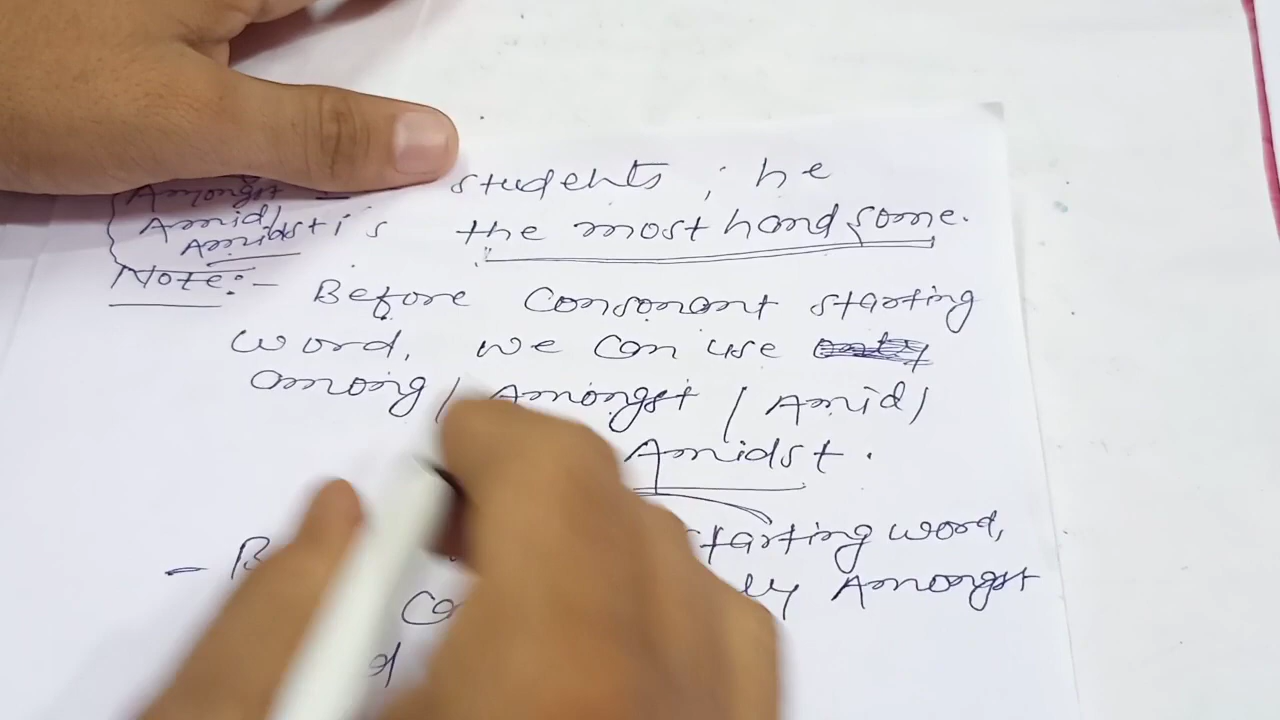 students ; he
Amongst
Amid/
Amidst is the most handsome.
Note:- Before Consonant starting
word, we can use
among / Amongst / Amid /
Amidst.
- starting word,
Amongst